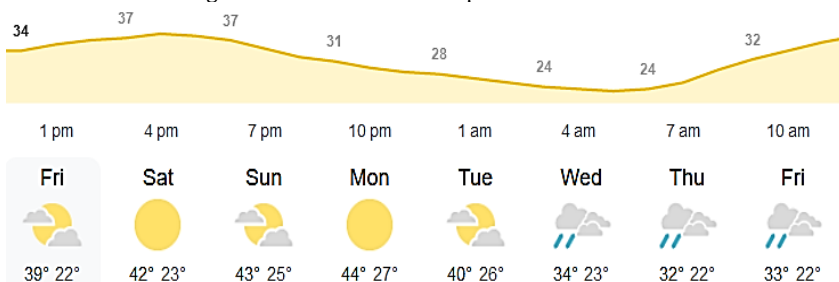 34 37 37 31 28 24 24 32
1 pm 4 pm 7 pm 10 pm 1 am 4 am 7 am 10 am
Fri Sat Sun Mon Tue Wed Thu Fri
39° 22° 42° 23° 43° 25° 44° 27° 40° 26° 34° 23° 32° 22° 33° 22°